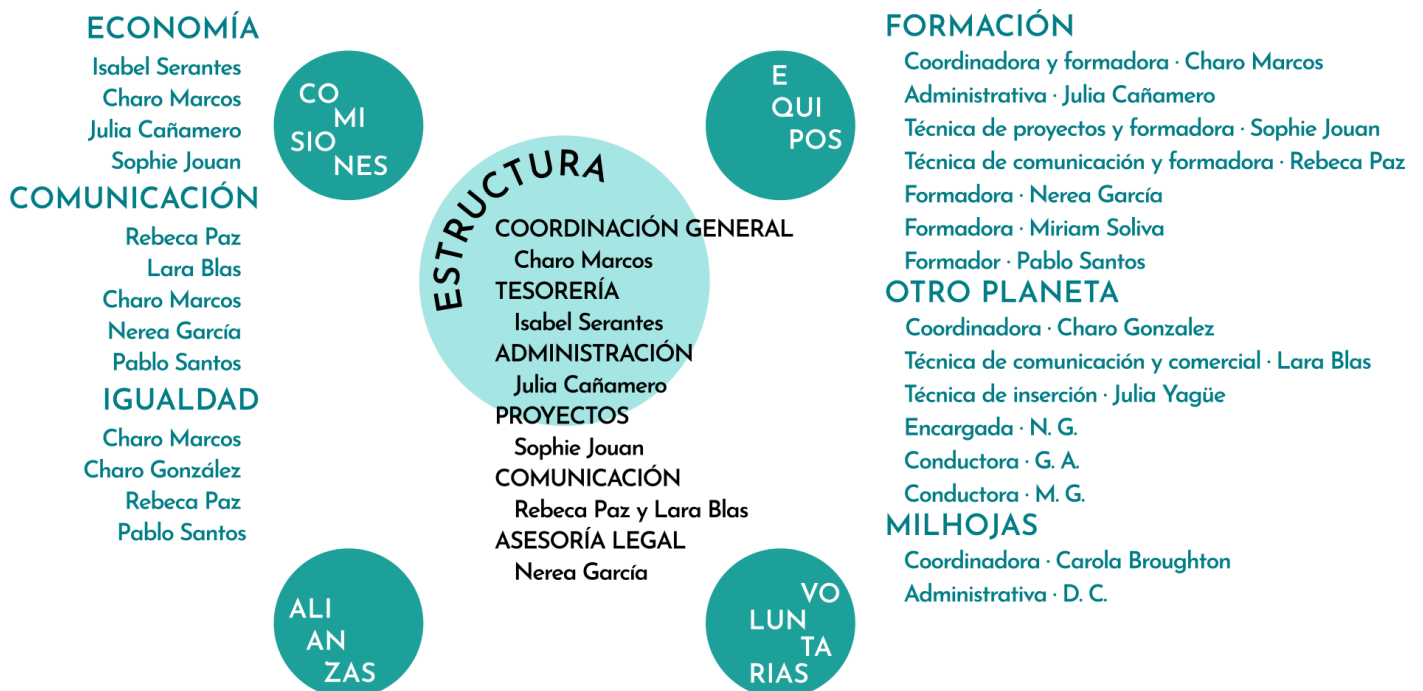 ECONOMÍA
Isabel Serantes
Charo Marcos
Julia Cañamero
Sophie Jouan
COMUNICACIÓN
Rebeca Paz
Lara Blas
Charo Marcos
Nerea García
Pablo Santos
IGUALDAD
Charo Marcos
Charo González
Rebeca Paz
Pablo Santos
CO
MI
SIO
NES
ALI
AN
ZAS
ESTRUCTURA
COORDINACIÓN GENERAL
Charo Marcos
TESORERÍA
Isabel Serantes
ADMINISTRACIÓN
Julia Cañamero
PROYECTOS
Sophie Jouan
COMUNICACIÓN
Rebeca Paz y Lara Blas
ASESORÍA LEGAL
Nerea García
E
QUI
POS
VO
LUN
TA
RIAS
FORMACIÓN
Coordinadora y formadora · Charo Marcos
Administrativa · Julia Cañamero
Técnica de proyectos y formadora · Sophie Jouan
Técnica de comunicación y formadora · Rebeca Paz
Formadora · Nerea García
Formadora · Miriam Soliva
Formador · Pablo Santos
OTRO PLANETA
Coordinadora · Charo Gonzalez
Técnica de comunicación y comercial · Lara Blas
Técnica de inserción · Julia Yagüe
Encargada · N. G.
Conductora · G. A.
Conductora · M. G.
MILHOJAS
Coordinadora · Carola Broughton
Administrativa · D. C.